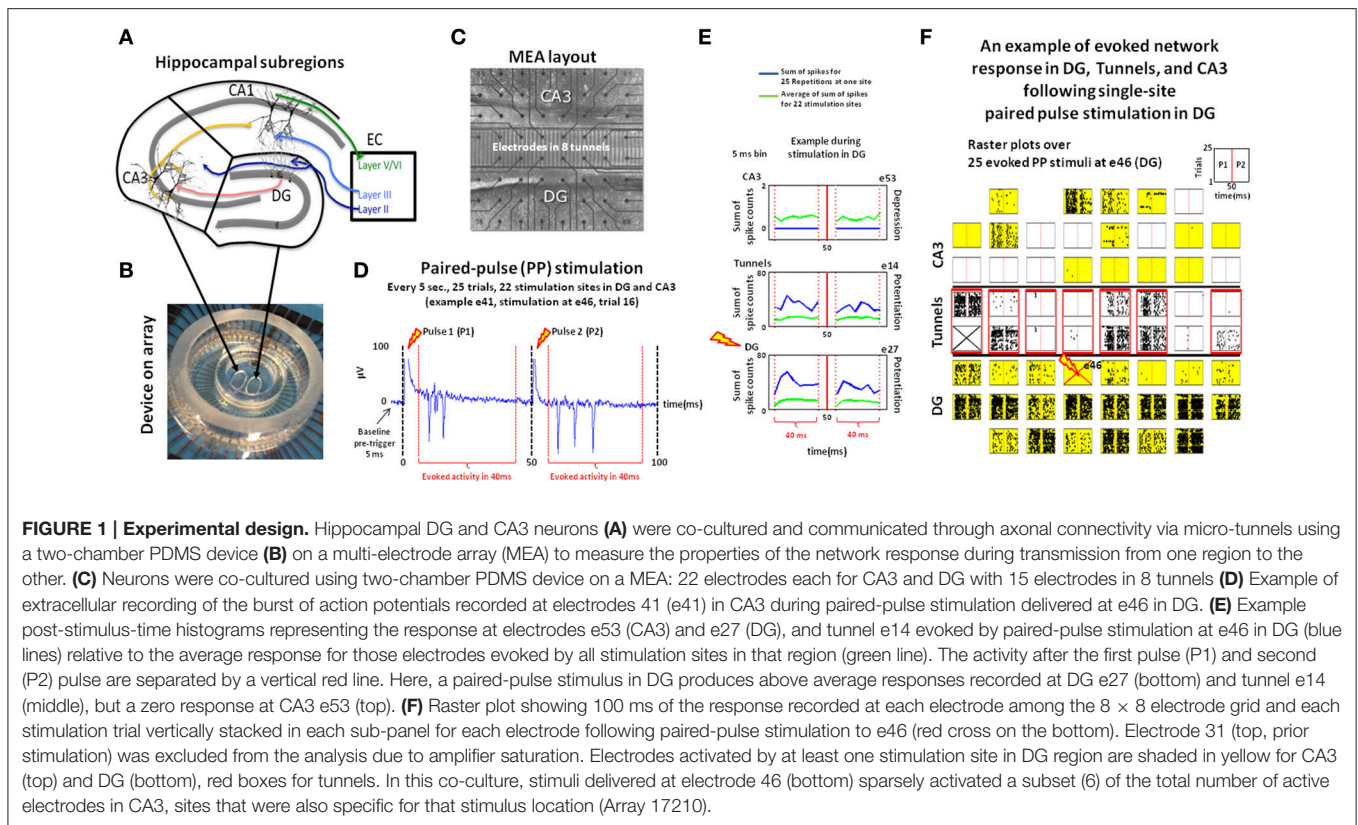 A
Hippocampal subregions
CA1
EC
Layer V/VI
Layer III
Layer II
CA3
DG
B
Device on array
C
MEA layout
CA3
Electrodes in 8 tunnels
DG
D
Paired-pulse (PP) stimulation
Every 5 sec., 25 trials, 22 stimulation sites in DG and CA3
(example e41, stimulation at e46, trial 16)
Pulse 1 (P1)
Pulse 2 (P2)
100
μV
0
time(ms)
Baseline
pre-trigger
5 ms
0
50
100
Evoked activity in 40ms
Evoked activity in 40ms
E
Sum of spikes for
25 Repetitions at one site
Average of sum of spikes
for 22 stimulation sites
Example during
stimulation in DG
5 ms bin
CA3
e53
2
0
Sum of
spike counts
Depression
50
Tunnels
e14
80
0
Sum of
spike counts
Potentiation
50
DG
e27
80
0
Sum of
spike counts
Potentiation
50
40 ms
40 ms
time(ms)
F
An example of evoked network
response in DG, Tunnels, and CA3
following single-site
paired pulse stimulation in DG
Raster plots over
25 evoked PP stimuli at e46 (DG)
25
Trials
1
P1
P2
50
time(ms)
CA3
Tunnels
DG
e46
FIGURE 1 | Experimental design. Hippocampal DG and CA3 neurons (A) were co-cultured and communicated through axonal connectivity via micro-tunnels using
a two-chamber PDMS device (B) on a multi-electrode array (MEA) to measure the properties of the network response during transmission from one region to the
other. (C) Neurons were co-cultured using two-chamber PDMS device on a MEA: 22 electrodes each for CA3 and DG with 15 electrodes in 8 tunnels (D) Example of
extracellular recording of the burst of action potentials recorded at electrodes 41 (e41) in CA3 during paired-pulse stimulation delivered at e46 in DG. (E) Example
post-stimulus-time histograms representing the response at electrodes e53 (CA3) and e27 (DG), and tunnel e14 evoked by paired-pulse stimulation at e46 in DG (blue
lines) relative to the average response for those electrodes evoked by all stimulation sites in that region (green line). The activity after the first pulse (P1) and second
(P2) pulse are separated by a vertical red line. Here, a paired-pulse stimulus in DG produces above average responses recorded at DG e27 (bottom) and tunnel e14
(middle), but a zero response at CA3 e53 (top). (F) Raster plot showing 100 ms of the response recorded at each electrode among the 8 × 8 electrode grid and each
stimulation trial vertically stacked in each sub-panel for each electrode following paired-pulse stimulation to e46 (red cross on the bottom). Electrode 31 (top, prior
stimulation) was excluded from the analysis due to amplifier saturation. Electrodes activated by at least one stimulation site in DG region are shaded in yellow for CA3
(top) and DG (bottom), red boxes for tunnels. In this co-culture, stimuli delivered at electrode 46 (bottom) sparsely activated a subset (6) of the total number of active
electrodes in CA3, sites that were also specific for that stimulus location (Array 17210).